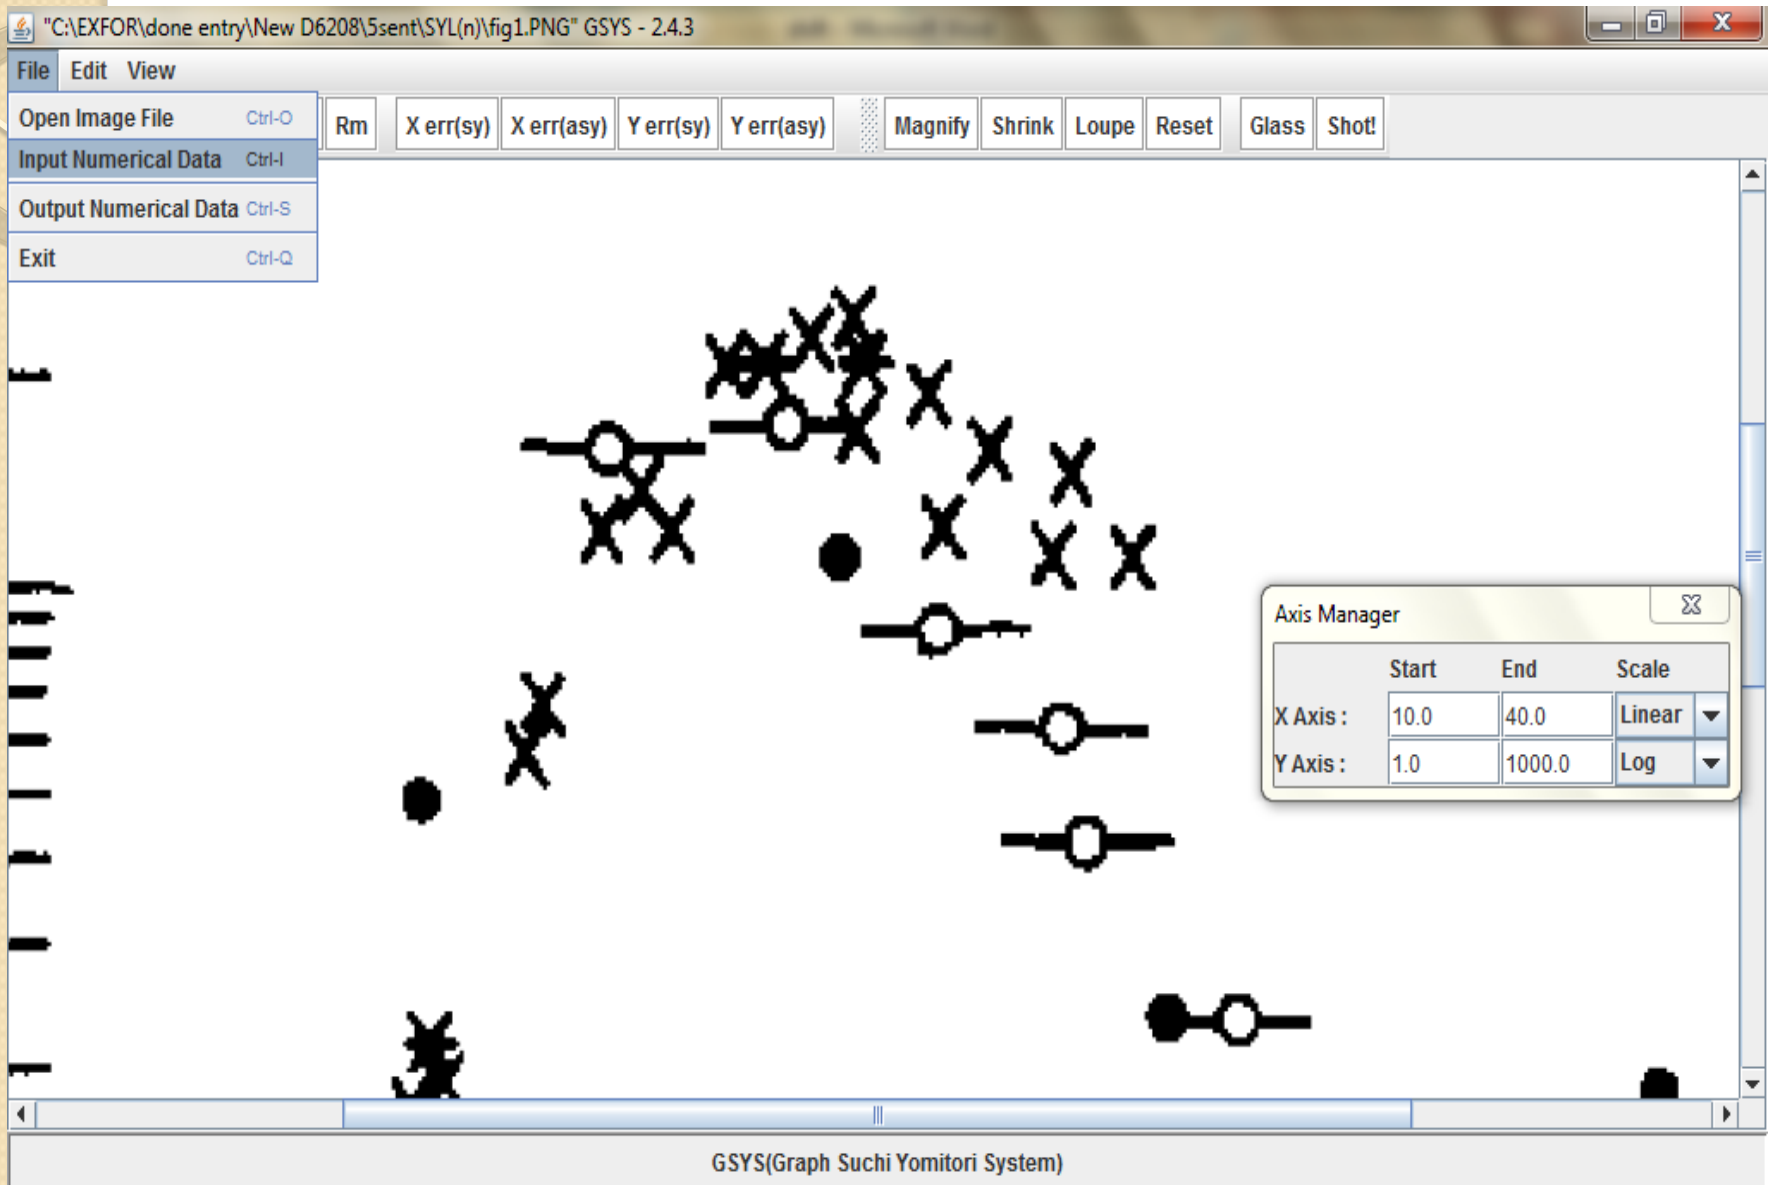 "C:\EXFOR\done entry\New D6208\5sent\SYL(n)\fig1.PNG" GSYS - 2.4.3
File Edit View
Open Image File Ctrl-O
Input Numerical Data Ctrl-I
Output Numerical Data Ctrl-S
Exit Ctrl-Q
Rm X err(sy) X err(asy) Y err(sy) Y err(asy) Magnify Shrink Loupe Reset Glass Shot!
Axis Manager
Start End Scale
X Axis : 10.0 40.0 Linear
Y Axis : 1.0 1000.0 Log
GSYS(Graph Suchi Yomitori System)